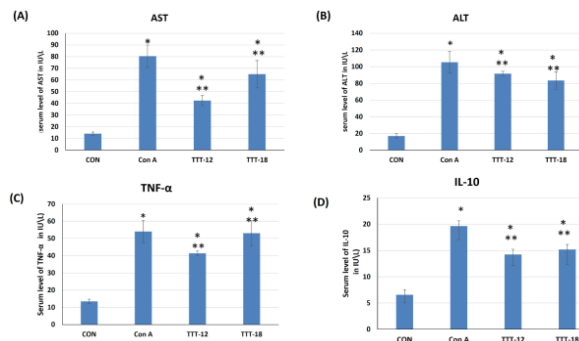 (A)
AST
serum level of AST in IU\L
100
90
80
70
60
50
40
30
20
10
0
*
*
**
*
**
CON
Con A
TTT-12
TTT-18
(B)
ALT
serum level of ALT in IU\L
140
120
100
80
60
40
20
0
*
*
**
*
**
CON
Con A
TTT-12
TTT-18
(C)
TNF-α
Serum level of TNF-α in IU\L)
70
60
50
40
30
20
10
0
*
*
**
*
**
CON
Con A
TTT-12
TTT-18
(D)
IL-10
Serum level of IL-10
in IU\L)
25
20
15
10
5
0
*
*
**
*
**
CON
Con A
TTT-12
TTT-18